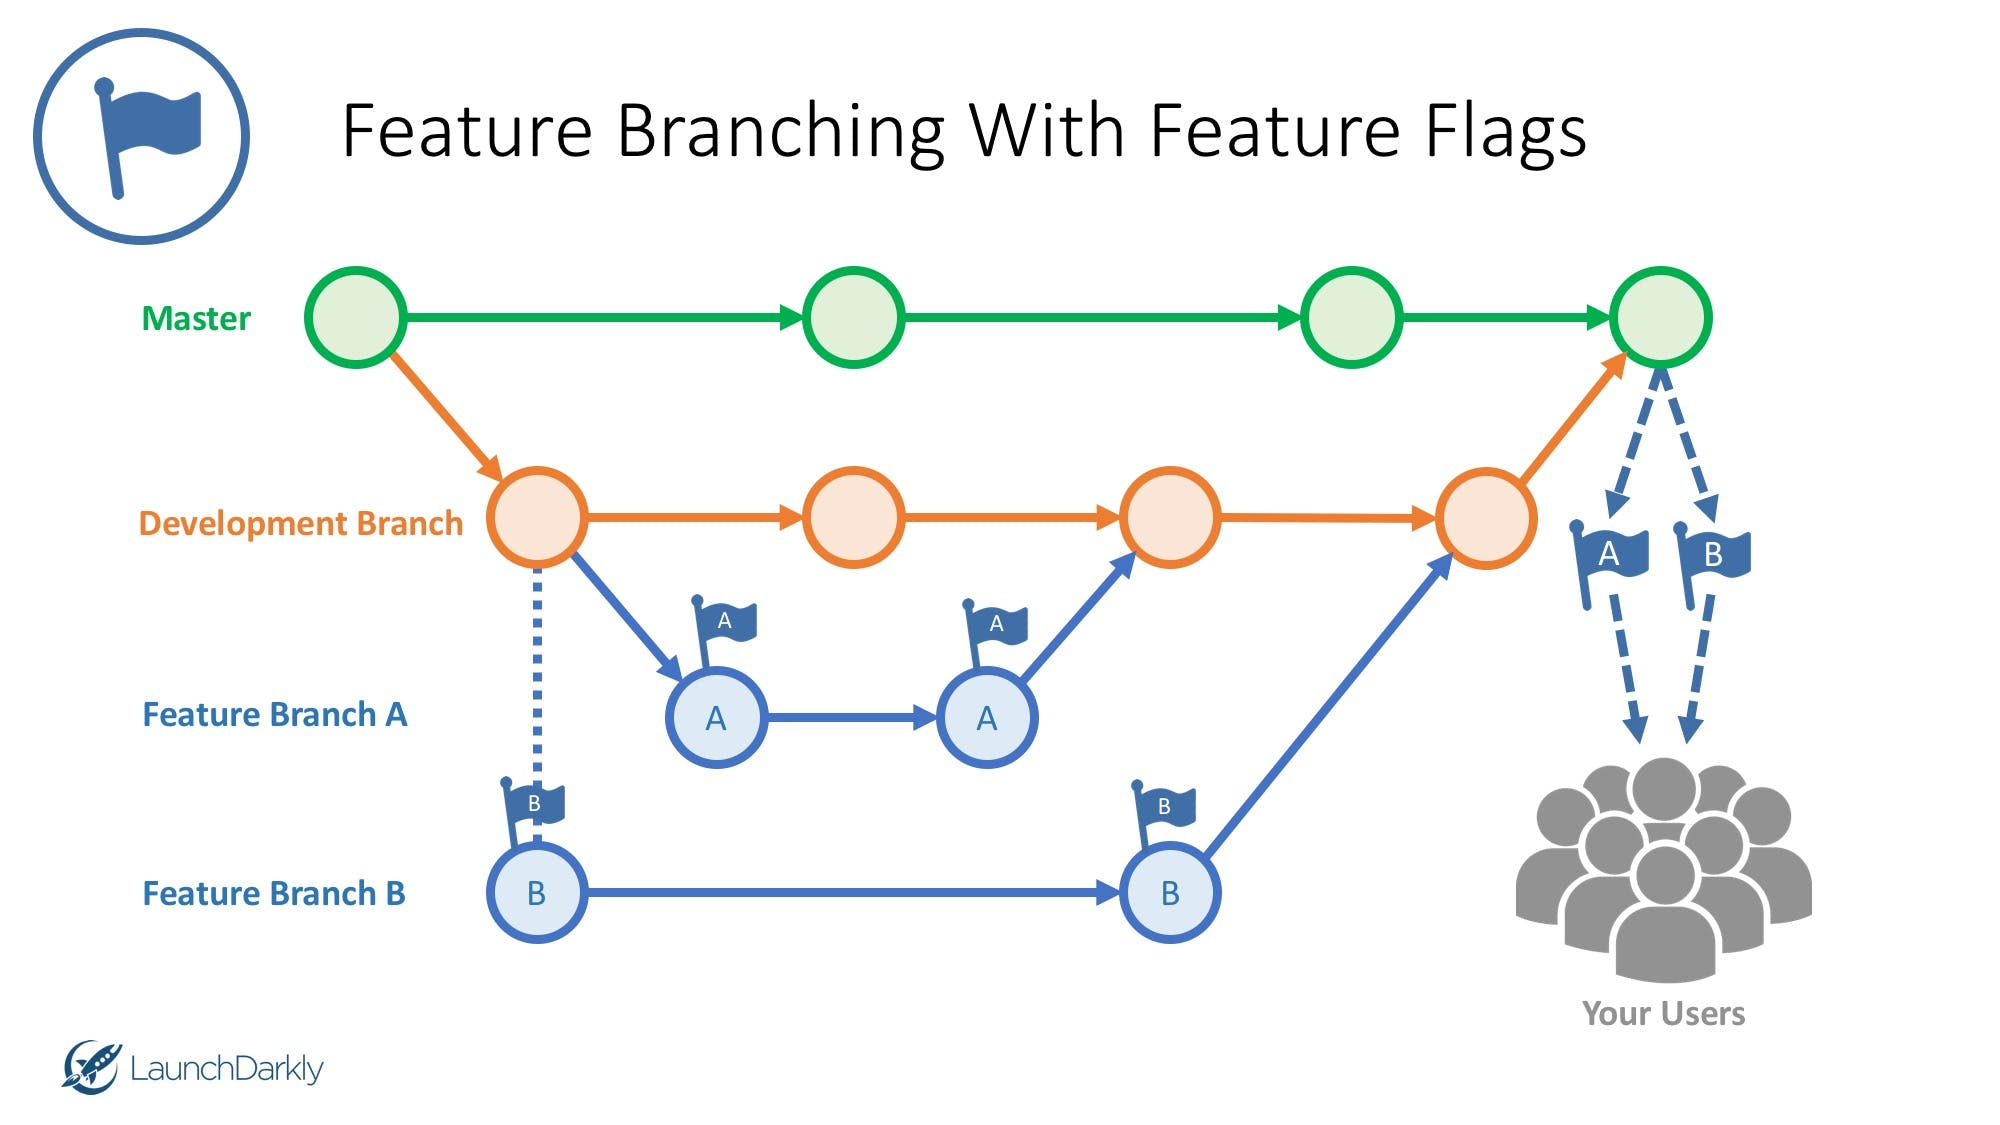 Feature Branching With Feature Flags
Master
Development Branch
A
B
A
A
Feature Branch A
A
A
B
B
Feature Branch B
B
B
Your Users
LaunchDarkly